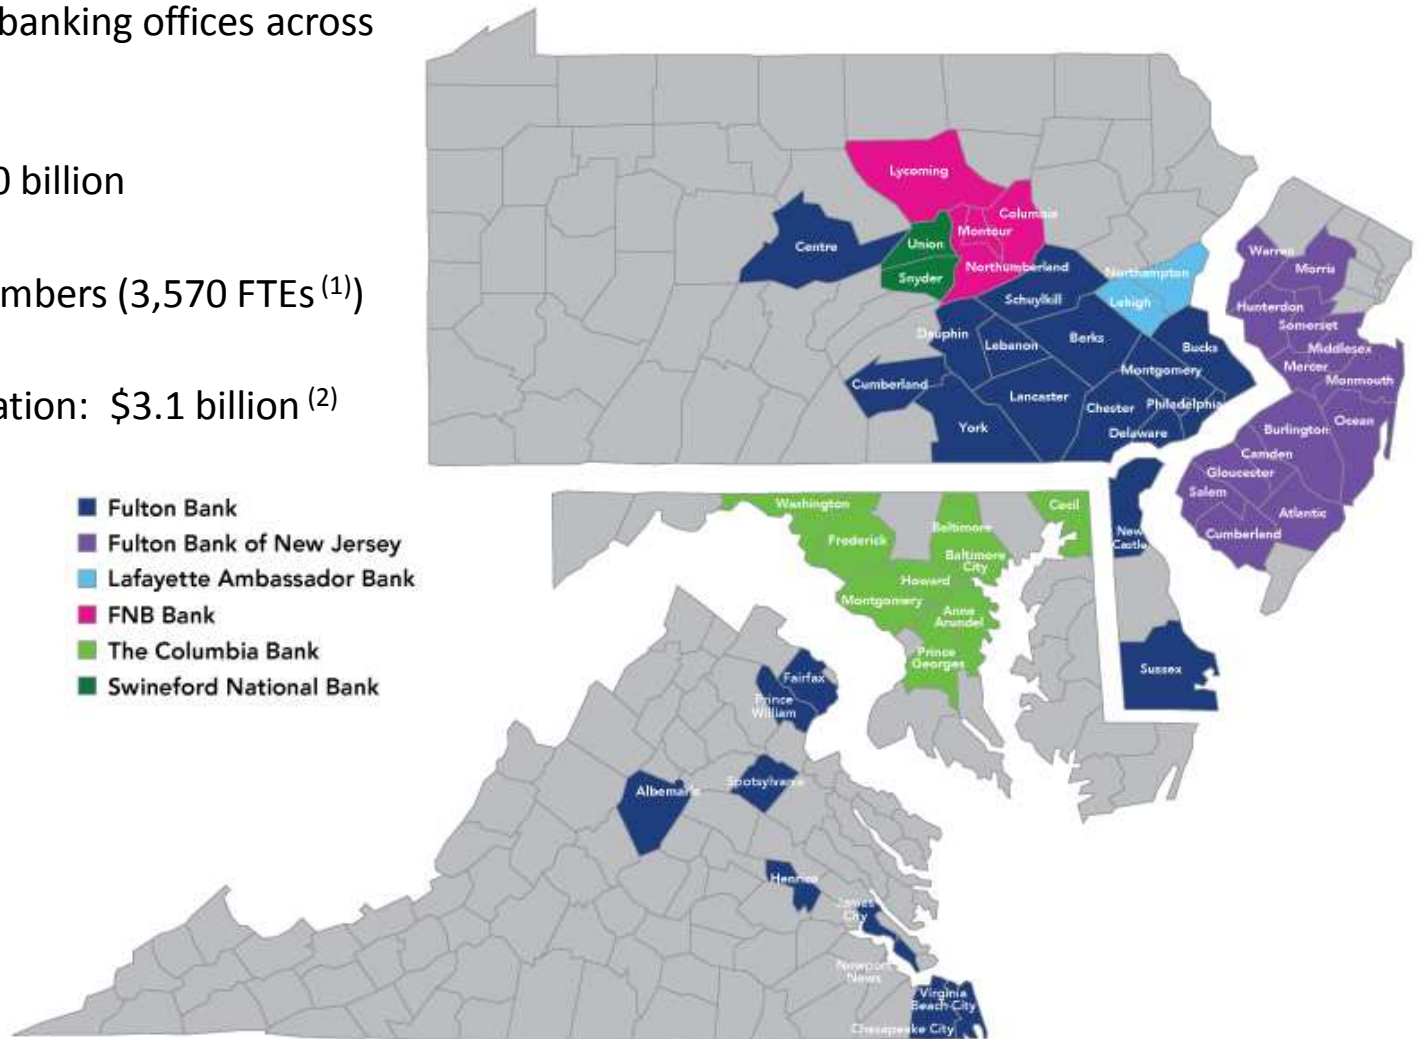 banking offices across
0 billion
mbers (3,570 FTEs (1))
ation: $3.1 billion (2)
Fulton Bank
Fulton Bank of New Jersey
Lafayette Ambassador Bank
FNB Bank
The Columbia Bank
Swineford National Bank
Lycoming
Columbia
Montour
Union
Centre
Northumberland
Snyder
Northampton
Lehigh
Schuylkill
Dauphin
Lebanon
Berks
Bucks
Montgomery
Cumberland
Lancaster
Chester
Philadelphia
York
Delaware
Warren
Morris
Hunterdon
Somerset
Middlesex
Mercer
Monmouth
Ocean
Burlington
Camden
Gloucester
Salem
Atlantic
Cumberland
Washington
Cecil
Baltimore
Frederick
Baltimore
City
Howard
Montgomery
Anne
Arundel
Prince
Georges
New
Castle
Sussex
Fairfax
Prince
William
Spotsylvania
Albemarle
Henrico
James
City
Newport
News
Virginia
Beach City
Chesapeake City